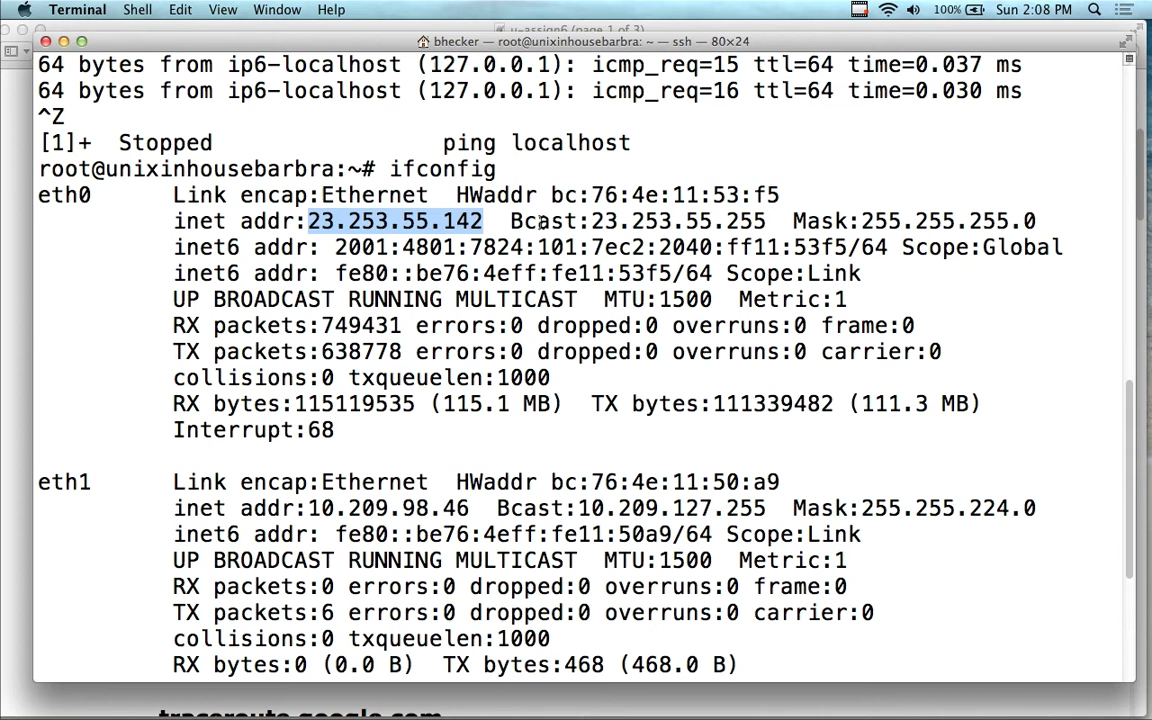 Terminal Shell Edit View Window Help 100% Sun 2:08 PM
u-assign6 (page 1 of 3)
bhecker — root@unixinhousebarbra: ~ — ssh — 80×24
64 bytes from ip6-localhost (127.0.0.1): icmp_req=15 ttl=64 time=0.037 ms
64 bytes from ip6-localhost (127.0.0.1): icmp_req=16 ttl=64 time=0.030 ms
^Z
[1]+  Stopped                 ping localhost
root@unixinhousebarbra:~# ifconfig
eth0      Link encap:Ethernet  HWaddr bc:76:4e:11:53:f5
          inet addr:23.253.55.142  Bcast:23.253.55.255  Mask:255.255.255.0
          inet6 addr: 2001:4801:7824:101:7ec2:2040:ff11:53f5/64 Scope:Global
          inet6 addr: fe80::be76:4eff:fe11:53f5/64 Scope:Link
          UP BROADCAST RUNNING MULTICAST  MTU:1500  Metric:1
          RX packets:749431 errors:0 dropped:0 overruns:0 frame:0
          TX packets:638778 errors:0 dropped:0 overruns:0 carrier:0
          collisions:0 txqueuelen:1000
          RX bytes:115119535 (115.1 MB)  TX bytes:111339482 (111.3 MB)
          Interrupt:68
eth1      Link encap:Ethernet  HWaddr bc:76:4e:11:50:a9
          inet addr:10.209.98.46  Bcast:10.209.127.255  Mask:255.255.224.0
          inet6 addr: fe80::be76:4eff:fe11:50a9/64 Scope:Link
          UP BROADCAST RUNNING MULTICAST  MTU:1500  Metric:1
          RX packets:0 errors:0 dropped:0 overruns:0 frame:0
          TX packets:6 errors:0 dropped:0 overruns:0 carrier:0
          collisions:0 txqueuelen:1000
          RX bytes:0 (0.0 B)  TX bytes:468 (468.0 B)
traceroute google.com